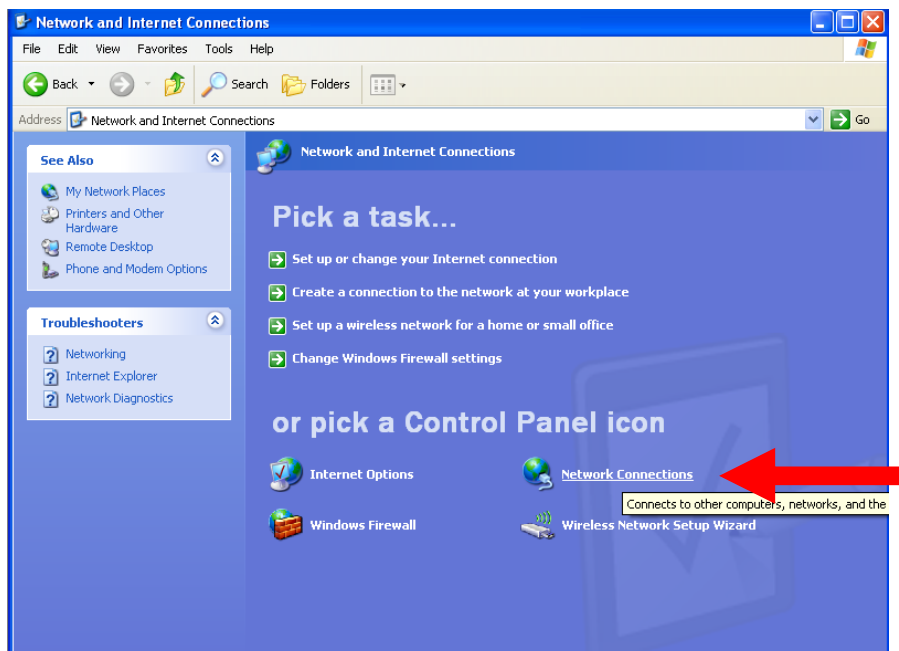 Network and Internet Connections
File Edit View Favorites Tools Help
Back Search Folders
Address Network and Internet Connections Go
See Also
My Network Places
Printers and Other
Hardware
Remote Desktop
Phone and Modem Options
Troubleshooters
Networking
Internet Explorer
Network Diagnostics
Network and Internet Connections
Pick a task...
Set up or change your Internet connection
Create a connection to the network at your workplace
Set up a wireless network for a home or small office
Change Windows Firewall settings
or pick a Control Panel icon
Internet Options
Network Connections
Connects to other computers, networks, and the
Windows Firewall
Wireless Network Setup Wizard